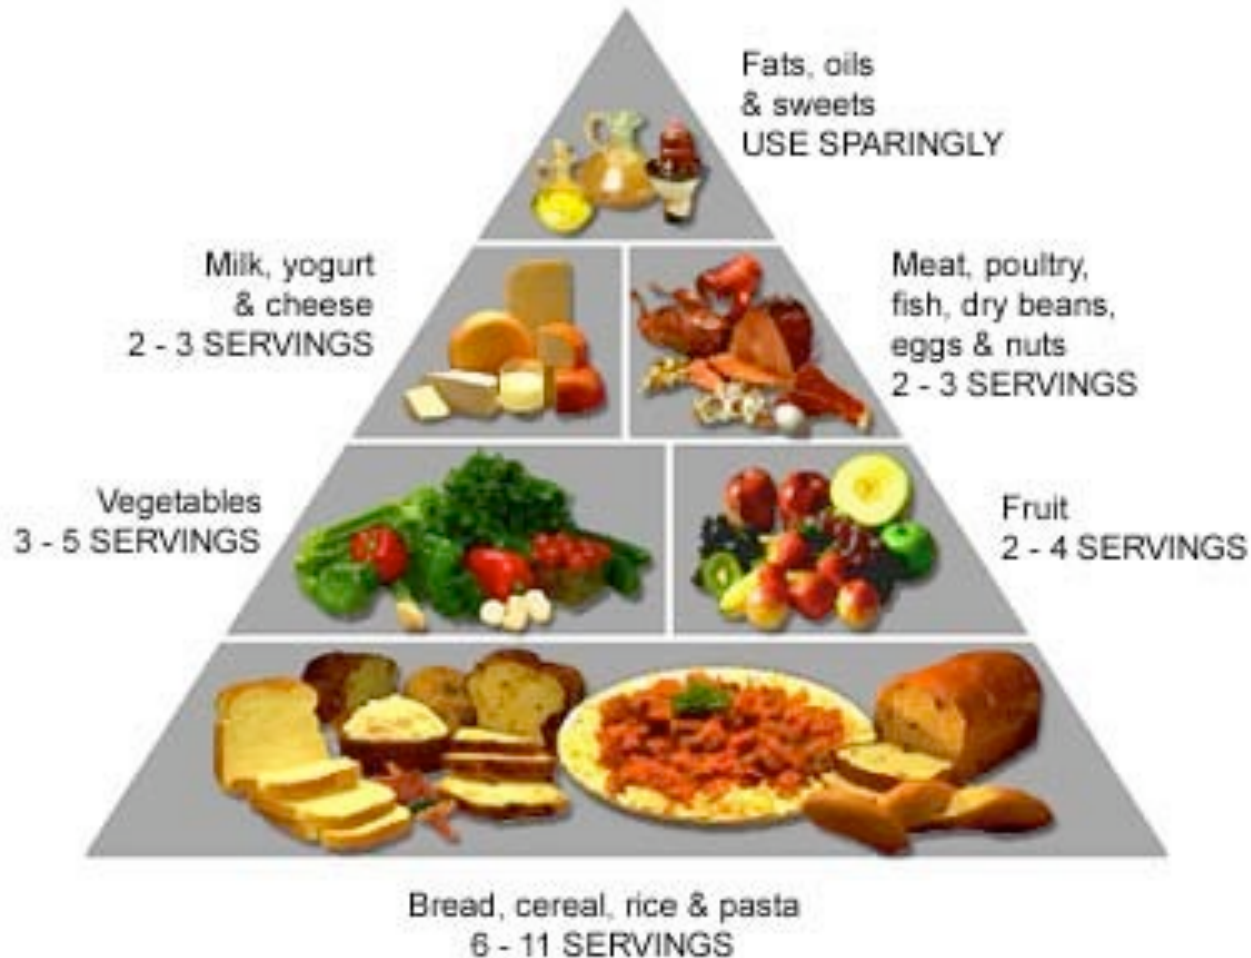 Fats, oils
& sweets
USE SPARINGLY
Milk, yogurt
& cheese
2 - 3 SERVINGS
Meat, poultry,
fish, dry beans,
eggs & nuts
2 - 3 SERVINGS
Vegetables
3 - 5 SERVINGS
Fruit
2 - 4 SERVINGS
Bread, cereal, rice & pasta
6 - 11 SERVINGS